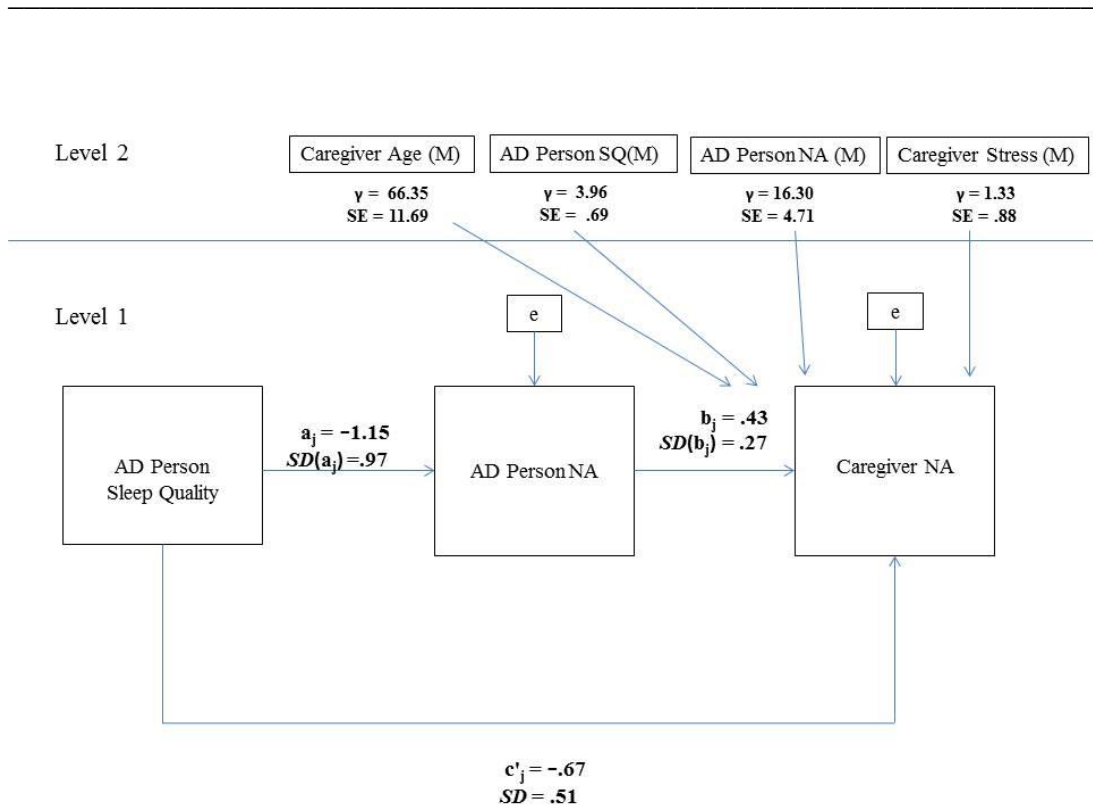 Level 2
Caregiver Age (M)
γ = 66.35
SE = 11.69
AD Person SQ(M)
γ = 3.96
SE = .69
AD Person NA (M)
γ = 16.30
SE = 4.71
Caregiver Stress (M)
γ = 1.33
SE = .88
Level 1
e
e
AD Person
Sleep Quality
aj = -1.15
SD(aj) =.97
AD Person NA
bj = .43
SD(bj) = .27
Caregiver NA
c'j = -.67
SD = .51